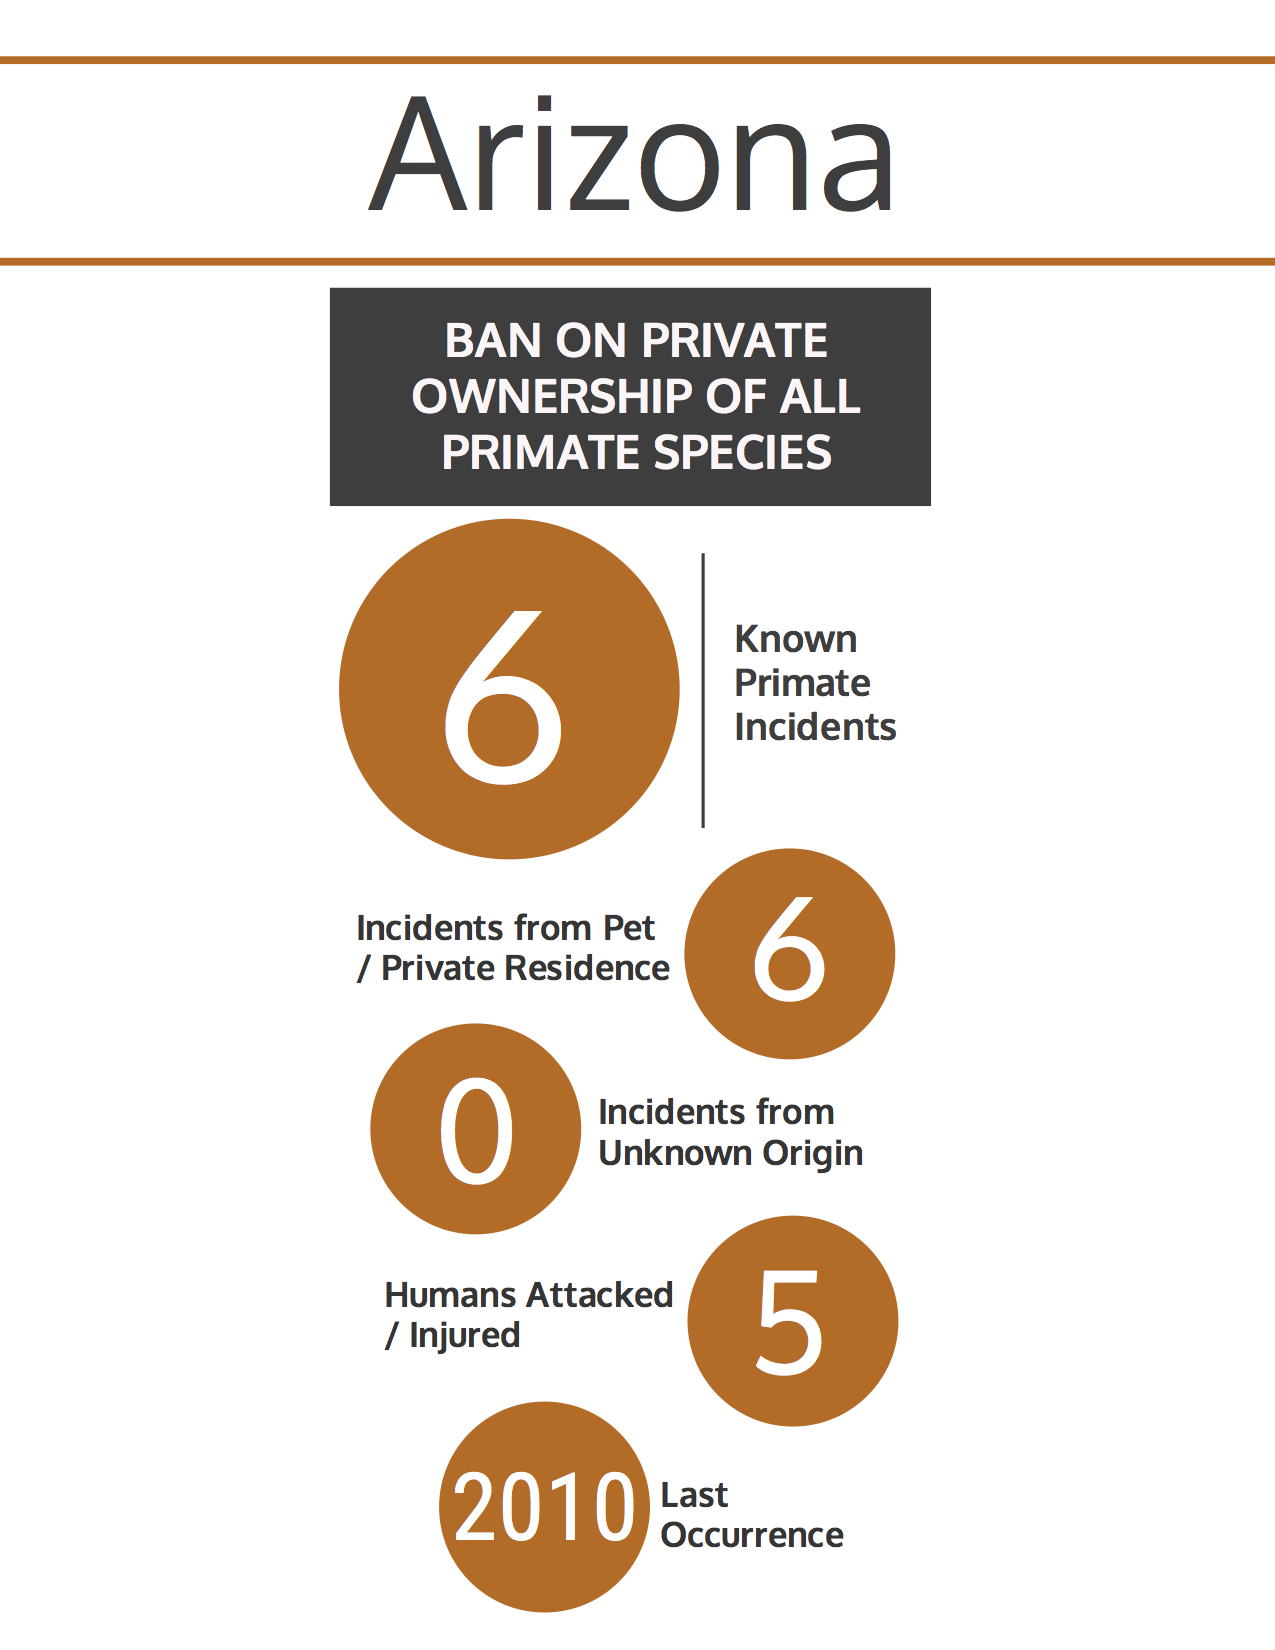 Arizona
BAN ON PRIVATE
OWNERSHIP OF ALL
PRIMATE SPECIES
6
Known
Primate
Incidents
Incidents from Pet
/ Private Residence
6
0
Incidents from
Unknown Origin
Humans Attacked
/ Injured
5
2010
Last
Occurrence